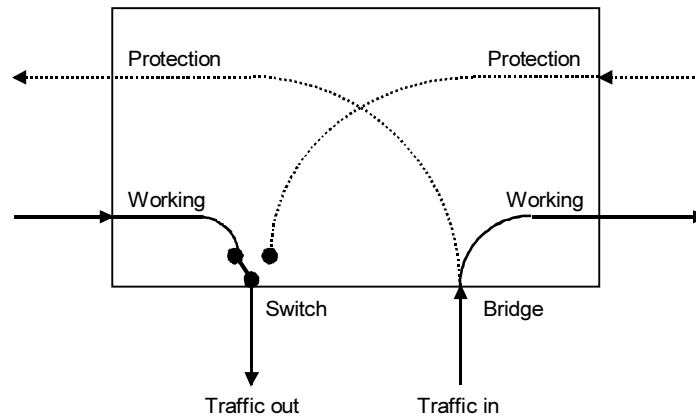 Protection
Protection
Working
Working
Switch
Bridge
Traffic out
Traffic in